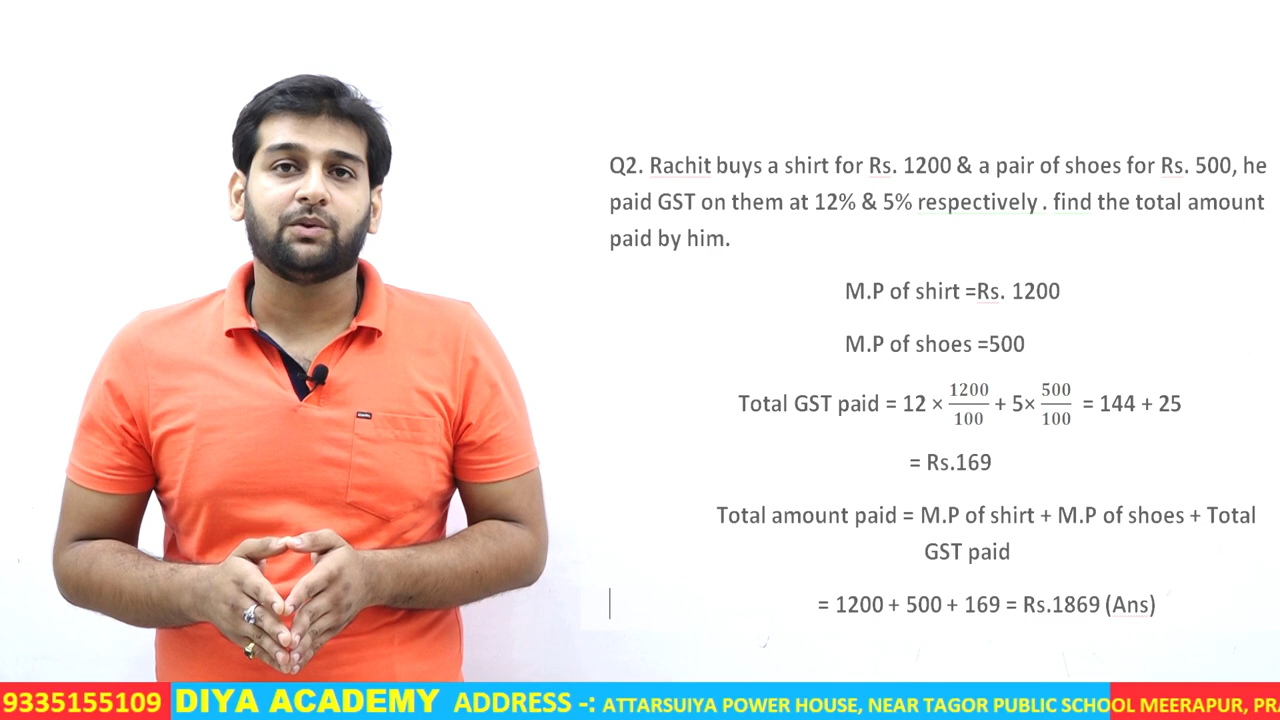 Q2. Rachit buys a shirt for Rs. 1200 & a pair of shoes for Rs. 500, he
paid GST on them at 12% & 5% respectively . find the total amount
paid by him.
M.P of shirt =Rs. 1200
M.P of shoes =500
Total GST paid = 12 × 1200/100 + 5× 500/100 = 144 + 25
= Rs.169
Total amount paid = M.P of shirt + M.P of shoes + Total
GST paid
= 1200 + 500 + 169 = Rs.1869 (Ans)
9335155109 DIYA ACADEMY ADDRESS -: ATTARSUIYA POWER HOUSE, NEAR TAGOR PUBLIC SCHOOL MEERAPUR,